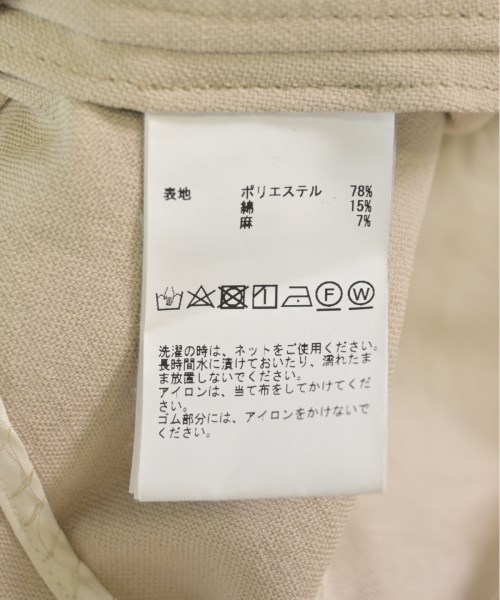 表地 ポリエステル 78%
綿 15%
麻 7%
F W
洗濯の時は、ネットをご使用ください。
長時間水に漬けておいたり、濡れたま
ま放置しないでください。
アイロンは、当て布をしてかけてくだ
さい。
ゴム部分には、アイロンをかけないで
ください。